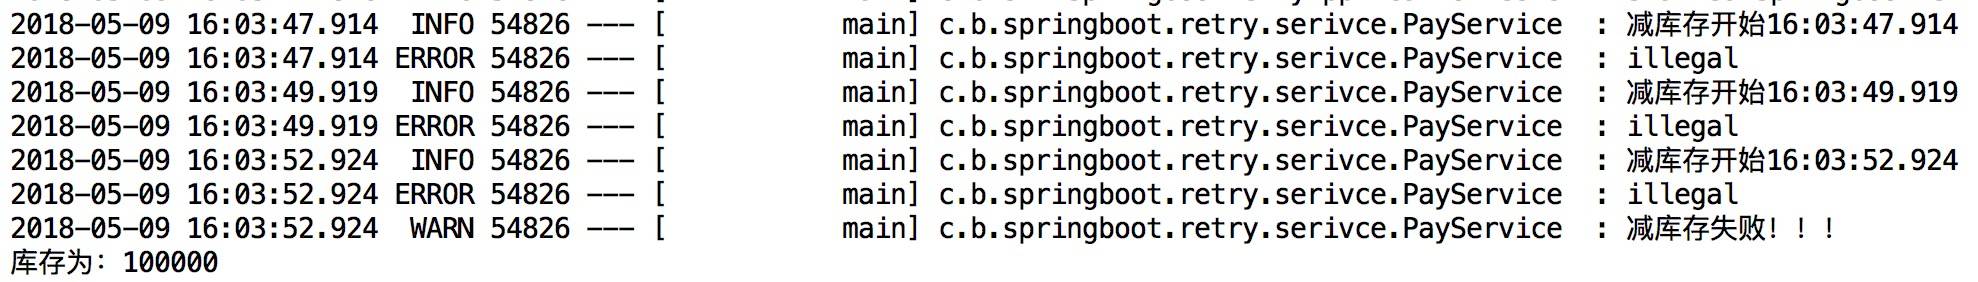 2018-05-09 16:03:47.914  INFO 54826 --- [           main] c.b.springboot.retry.serivce.PayService  : 减库存开始16:03:47.914
2018-05-09 16:03:47.914 ERROR 54826 --- [           main] c.b.springboot.retry.serivce.PayService  : illegal
2018-05-09 16:03:49.919  INFO 54826 --- [           main] c.b.springboot.retry.serivce.PayService  : 减库存开始16:03:49.919
2018-05-09 16:03:49.919 ERROR 54826 --- [           main] c.b.springboot.retry.serivce.PayService  : illegal
2018-05-09 16:03:52.924  INFO 54826 --- [           main] c.b.springboot.retry.serivce.PayService  : 减库存开始16:03:52.924
2018-05-09 16:03:52.924 ERROR 54826 --- [           main] c.b.springboot.retry.serivce.PayService  : illegal
2018-05-09 16:03:52.924  WARN 54826 --- [           main] c.b.springboot.retry.serivce.PayService  : 减库存失败！！！
库存为：100000